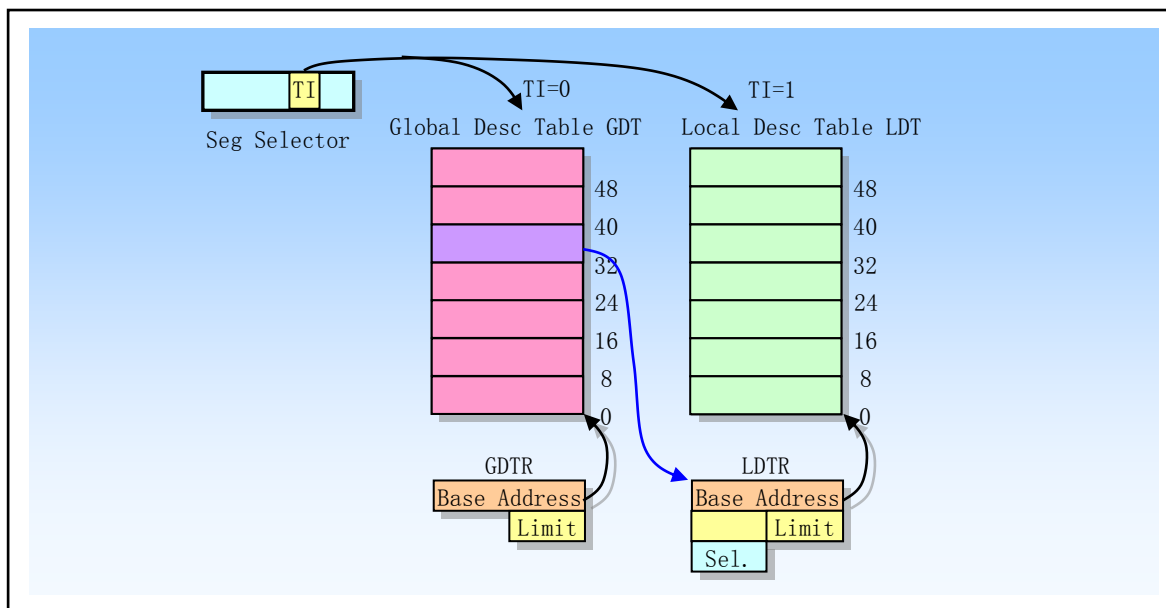 TI
TI=0
TI=1
Seg Selector
Global Desc Table GDT
Local Desc Table LDT
48
40
32
24
16
8
0
48
40
32
24
16
8
0
GDTR
Base Address
Limit
LDTR
Base Address
Limit
Sel.